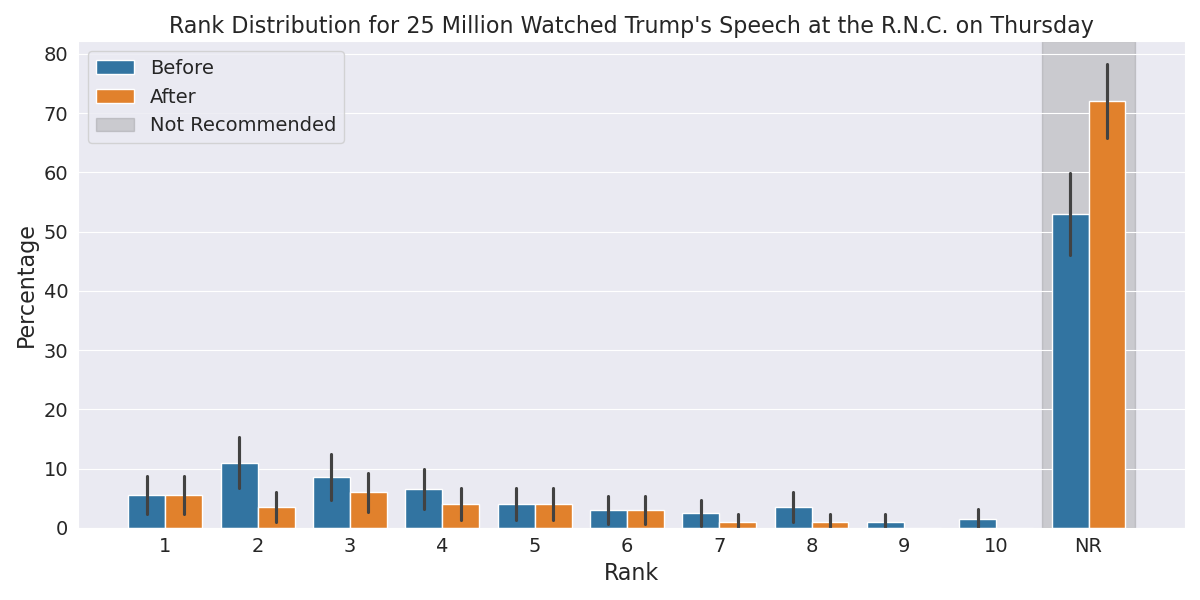 Rank Distribution for 25 Million Watched Trump's Speech at the R.N.C. on Thursday
Before
After
Not Recommended
80
70
60
50
40
30
20
10
0
Percentage
1 2 3 4 5 6 7 8 9 10 NR
Rank